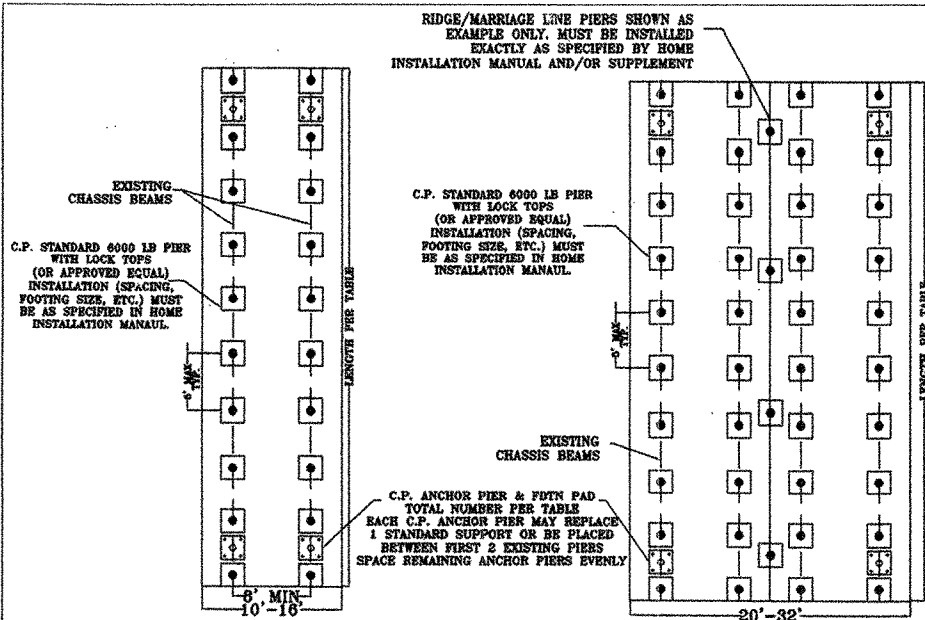 RIDGE/MARRIAGE LINE PIERS SHOWN AS
EXAMPLE ONLY. MUST BE INSTALLED
EXACTLY AS SPECIFIED BY HOME
INSTALLATION MANUAL AND/OR SUPPLEMENT
EXISTING
CHASSIS BEAMS
C.P. STANDARD 6000 LB PIER
WITH LOCK TOPS
(OR APPROVED EQUAL)
INSTALLATION (SPACING,
FOOTING SIZE, ETC.) MUST
BE AS SPECIFIED IN HOME
INSTALLATION MANAUL.
6' MAX
TYP.
LENGTH PER TABLE
6' MIN
10'-16'
C.P. STANDARD 6000 LB PIER
WITH LOCK TOPS
(OR APPROVED EQUAL)
INSTALLATION (SPACING,
FOOTING SIZE, ETC.) MUST
BE AS SPECIFIED IN HOME
INSTALLATION MANAUL.
6' MAX
TYP.
EXISTING
CHASSIS BEAMS
C.P. ANCHOR PIER & FDTN PAD
TOTAL NUMBER PER TABLE
EACH C.P. ANCHOR PIER MAY REPLACE
1 STANDARD SUPPORT OR BE PLACED
BETWEEN FIRST 2 EXISTING PIERS
SPACE REMAINING ANCHOR PIERS EVENLY
LENGTH PER TABLE
20'-32'